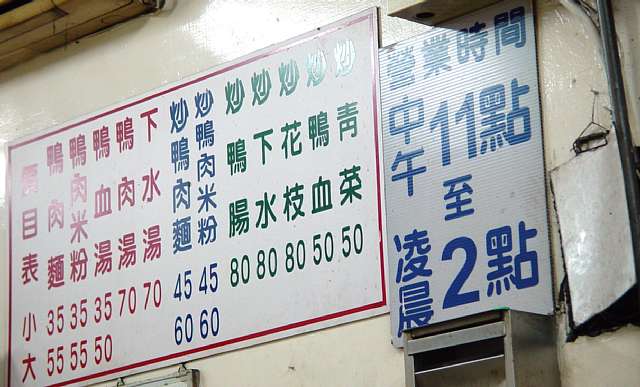 價目表 小 大
鴨肉麵 35 55
鴨肉米粉 35 55
鴨血湯 35 50
鴨肉湯 70
下水湯 70
炒鴨肉麵 45 60
炒鴨肉米粉 45 60
炒鴨腸 80
炒下水 80
炒花枝 80
炒鴨血 50
炒青菜 50
營業時間
中午11點
至
凌晨2點